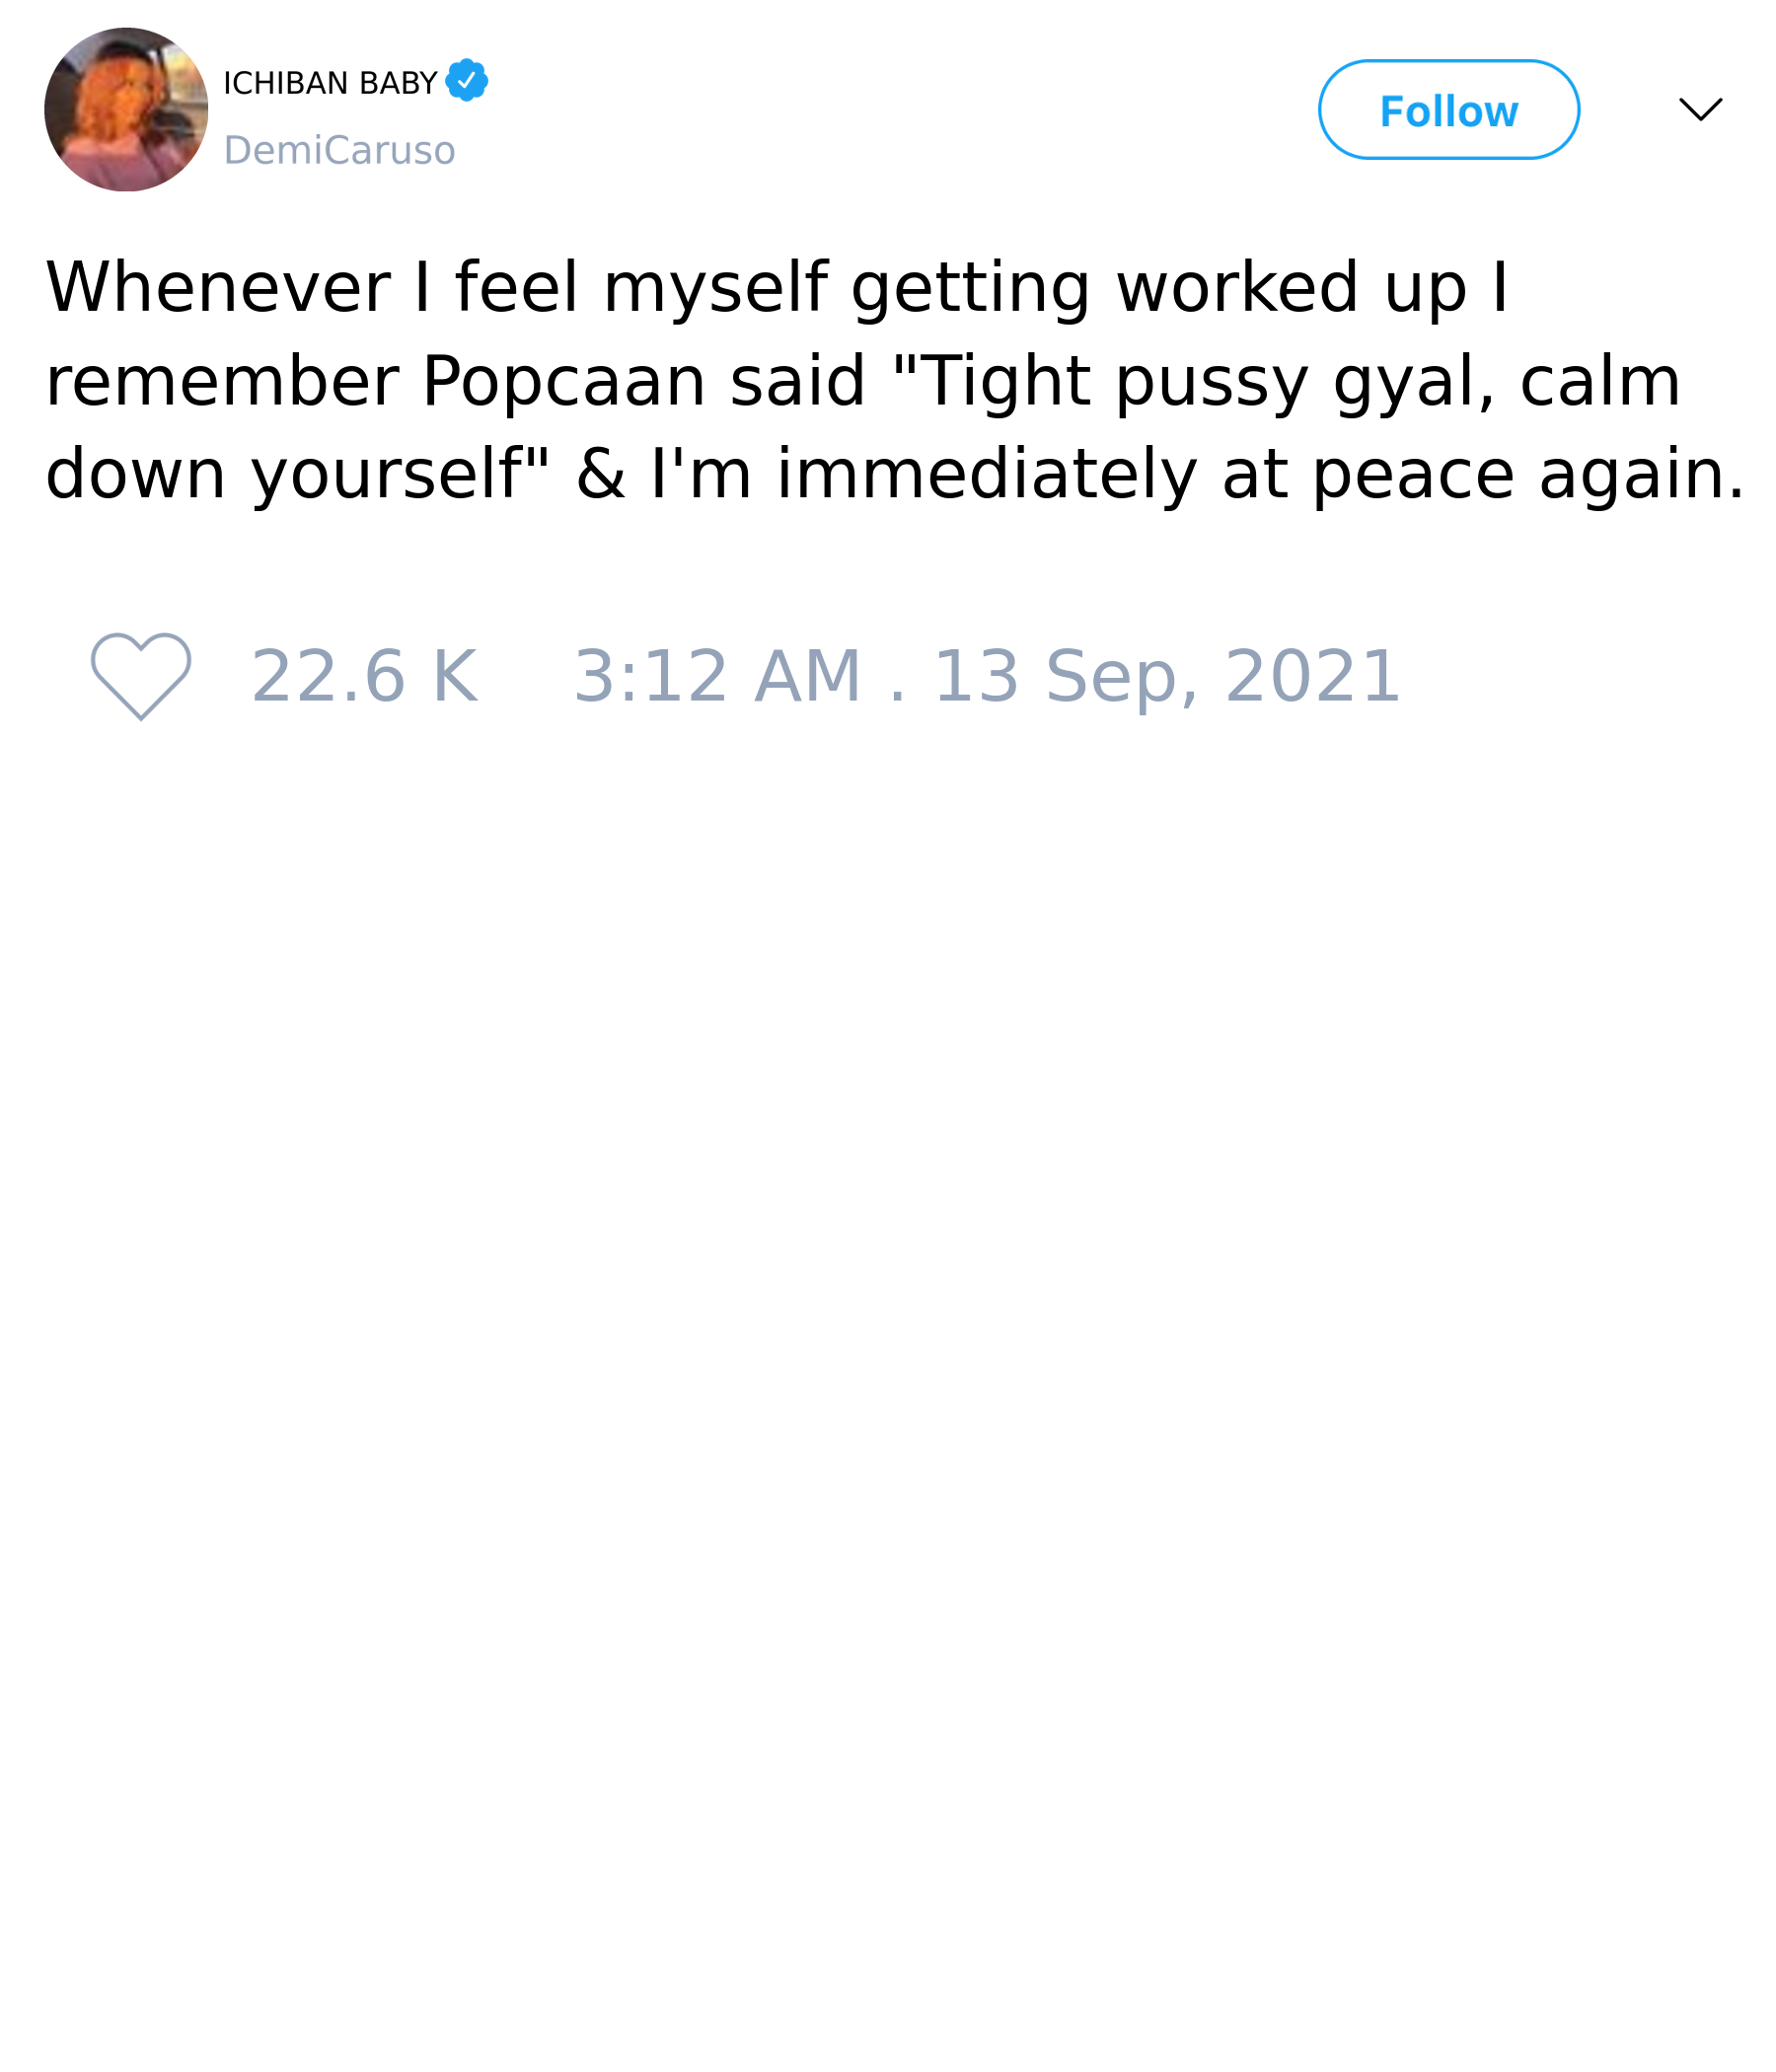 ICHIBAN BABY
DemiCaruso
Follow
Whenever I feel myself getting worked up I
remember Popcaan said "Tight pussy gyal, calm
down yourself" & I'm immediately at peace again.
22.6 K 3:12 AM . 13 Sep, 2021